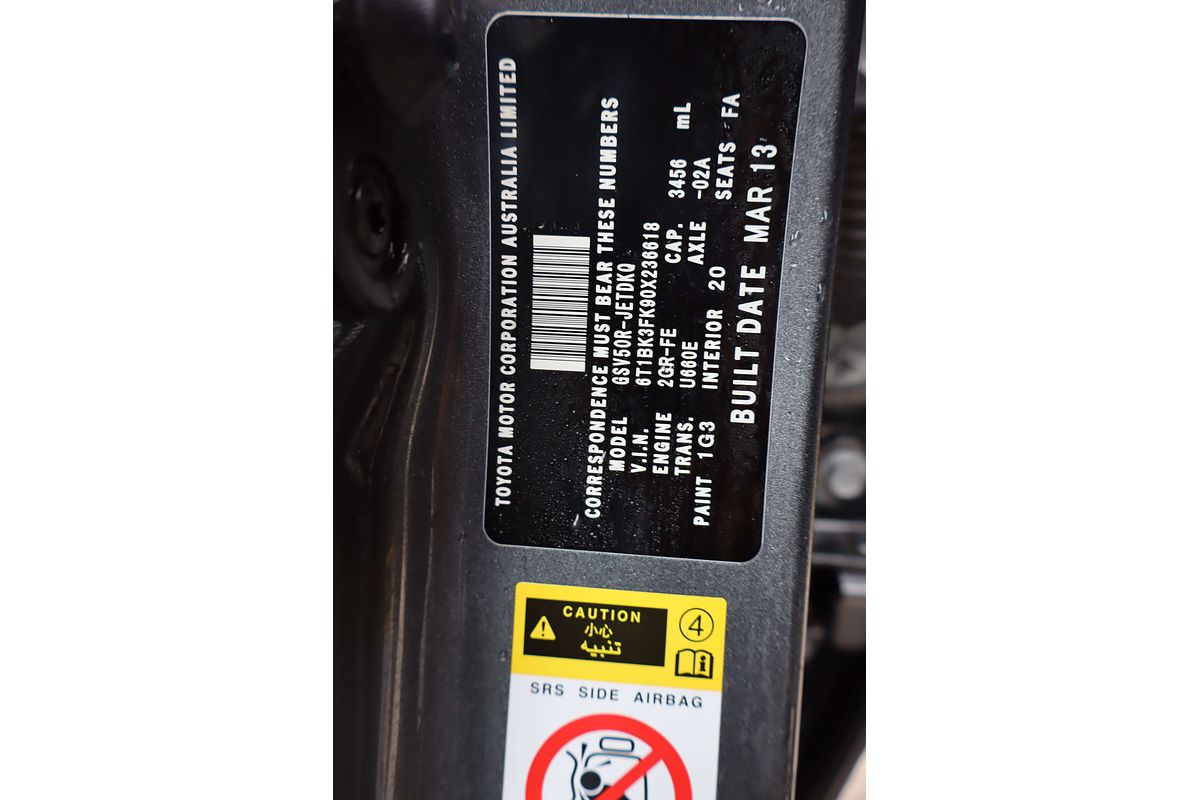 TOYOTA MOTOR CORPORATION AUSTRALIA LIMITED
CORRESPONDENCE MUST BEAR THESE NUMBERS
MODEL GSV50R-JETDKQ
V.I.N. 6T1BK3FK90X236618
ENGINE 2GR-FE CAP. 3456 mL
TRANS. U660E AXLE -02A
PAINT 1G3 INTERIOR 20 SEATS FA
BUILT DATE MAR 13
CAUTION
小心
تنبيه
4
SRS SIDE AIRBAG